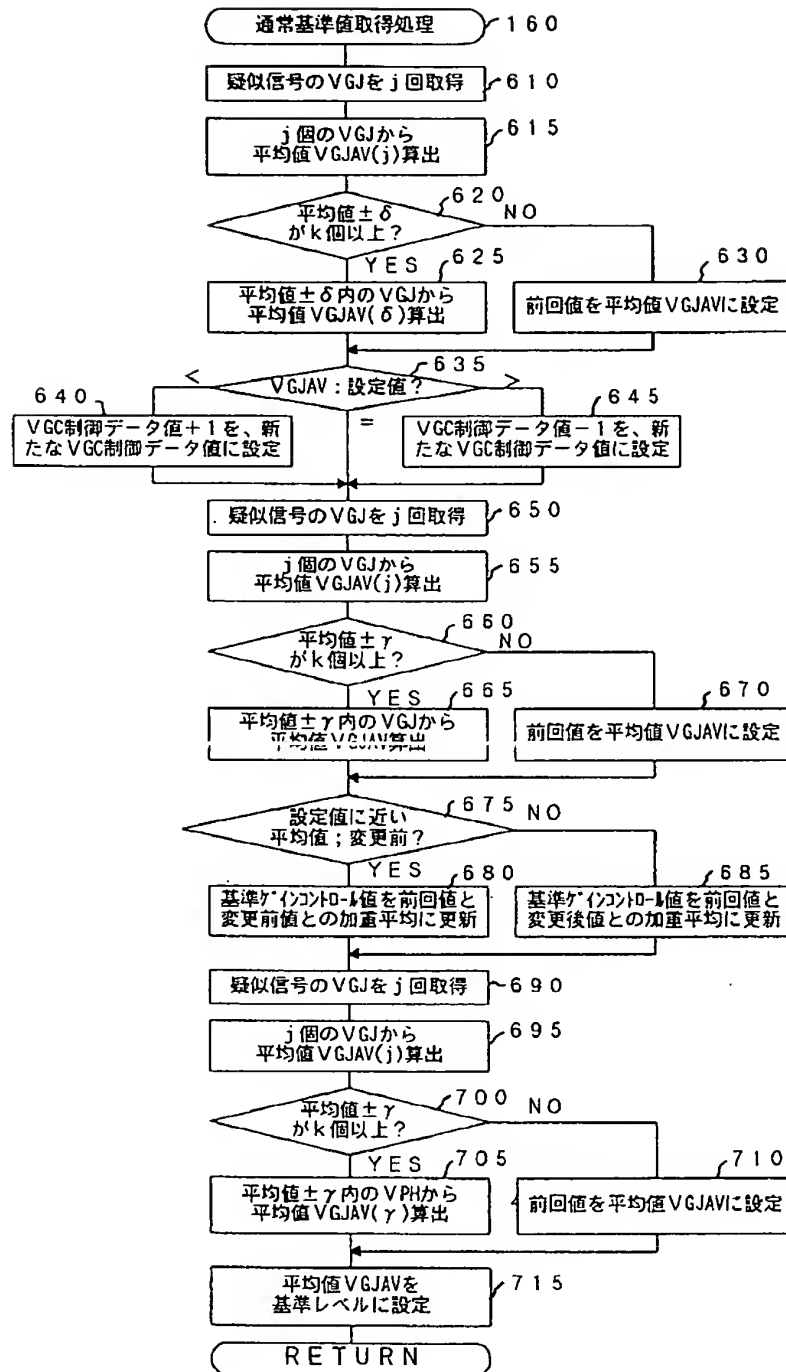 通常基準値取得処理
160
疑似信号のVGJをj回取得
610
j個のVGJから
平均値VGJAV(j)算出
615
平均値±δ
がk個以上?
620
NO
YES
625
平均値±δ内のVGJから
平均値VGJAV(δ)算出
630
前回値を平均値VGJAVに設定
VGJAV:設定値?
635
<
>
=
640
VGC制御データ値+1を、新
たなVGC制御データ値に設定
645
VGC制御データ値-1を、新
たなVGC制御データ値に設定
疑似信号のVGJをj回取得
650
j個のVGJから
平均値VGJAV(j)算出
655
平均値±γ
がk個以上?
660
NO
YES
665
平均値±γ内のVGJから
平均値VGJAV算出
670
前回値を平均値VGJAVに設定
設定値に近い
平均値;変更前?
675
NO
YES
680
基準ゲインコントロール値を前回値と
変更前値との加重平均に更新
685
基準ゲインコントロール値を前回値と
変更後値との加重平均に更新
疑似信号のVGJをj回取得
690
j個のVGJから
平均値VGJAV(j)算出
695
平均値±γ
がk個以上?
700
NO
YES
705
平均値±γ内のVPHから
平均値VGJAV(γ)算出
710
前回値を平均値VGJAVに設定
平均値VGJAVを
基準レベルに設定
715
RETURN